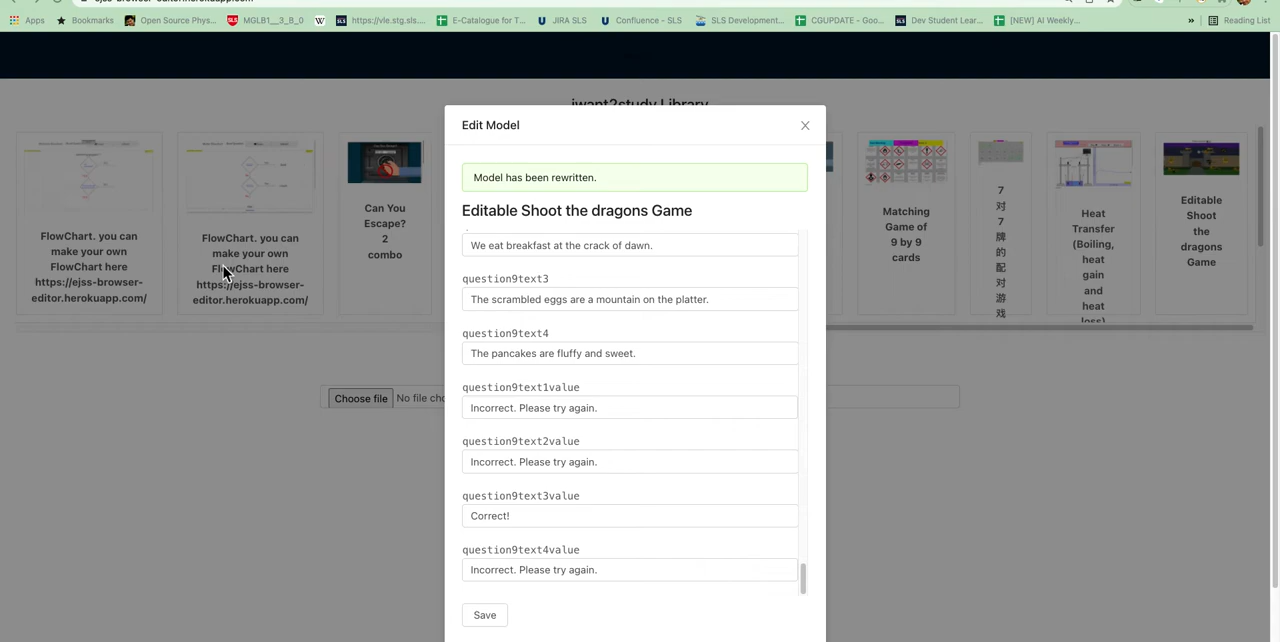 Apps
Bookmarks
Open Source Phys...
MGLB1__3_B_0
https://vle.stg.sls....
E-Catalogue for T...
JIRA SLS
Confluence - SLS
SLS Development...
CGUPDATE - Goo...
Dev Student Lear...
[NEW] AI Weekly...
»
Reading List
iwant2study Library
FlowChart. you can
make your own
FlowChart here
https://ejss-browser-
editor.herokuapp.com/
FlowChart. you can
make your own
FlowChart here
https://ejss-browser-
editor.herokuapp.com/
Can You
Escape?
2
combo
Matching
Game of
9 by 9
cards
7
对
7
牌
的
配
对
游
戏
Heat
Transfer
(Boiling,
heat
gain
and
heat
loss)
Editable
Shoot
the
dragons
Game
Choose file
No file cho
Edit Model
Model has been rewritten.
Editable Shoot the dragons Game
We eat breakfast at the crack of dawn.
question9text3
The scrambled eggs are a mountain on the platter.
question9text4
The pancakes are fluffy and sweet.
question9text1value
Incorrect. Please try again.
question9text2value
Incorrect. Please try again.
question9text3value
Correct!
question9text4value
Incorrect. Please try again.
Save